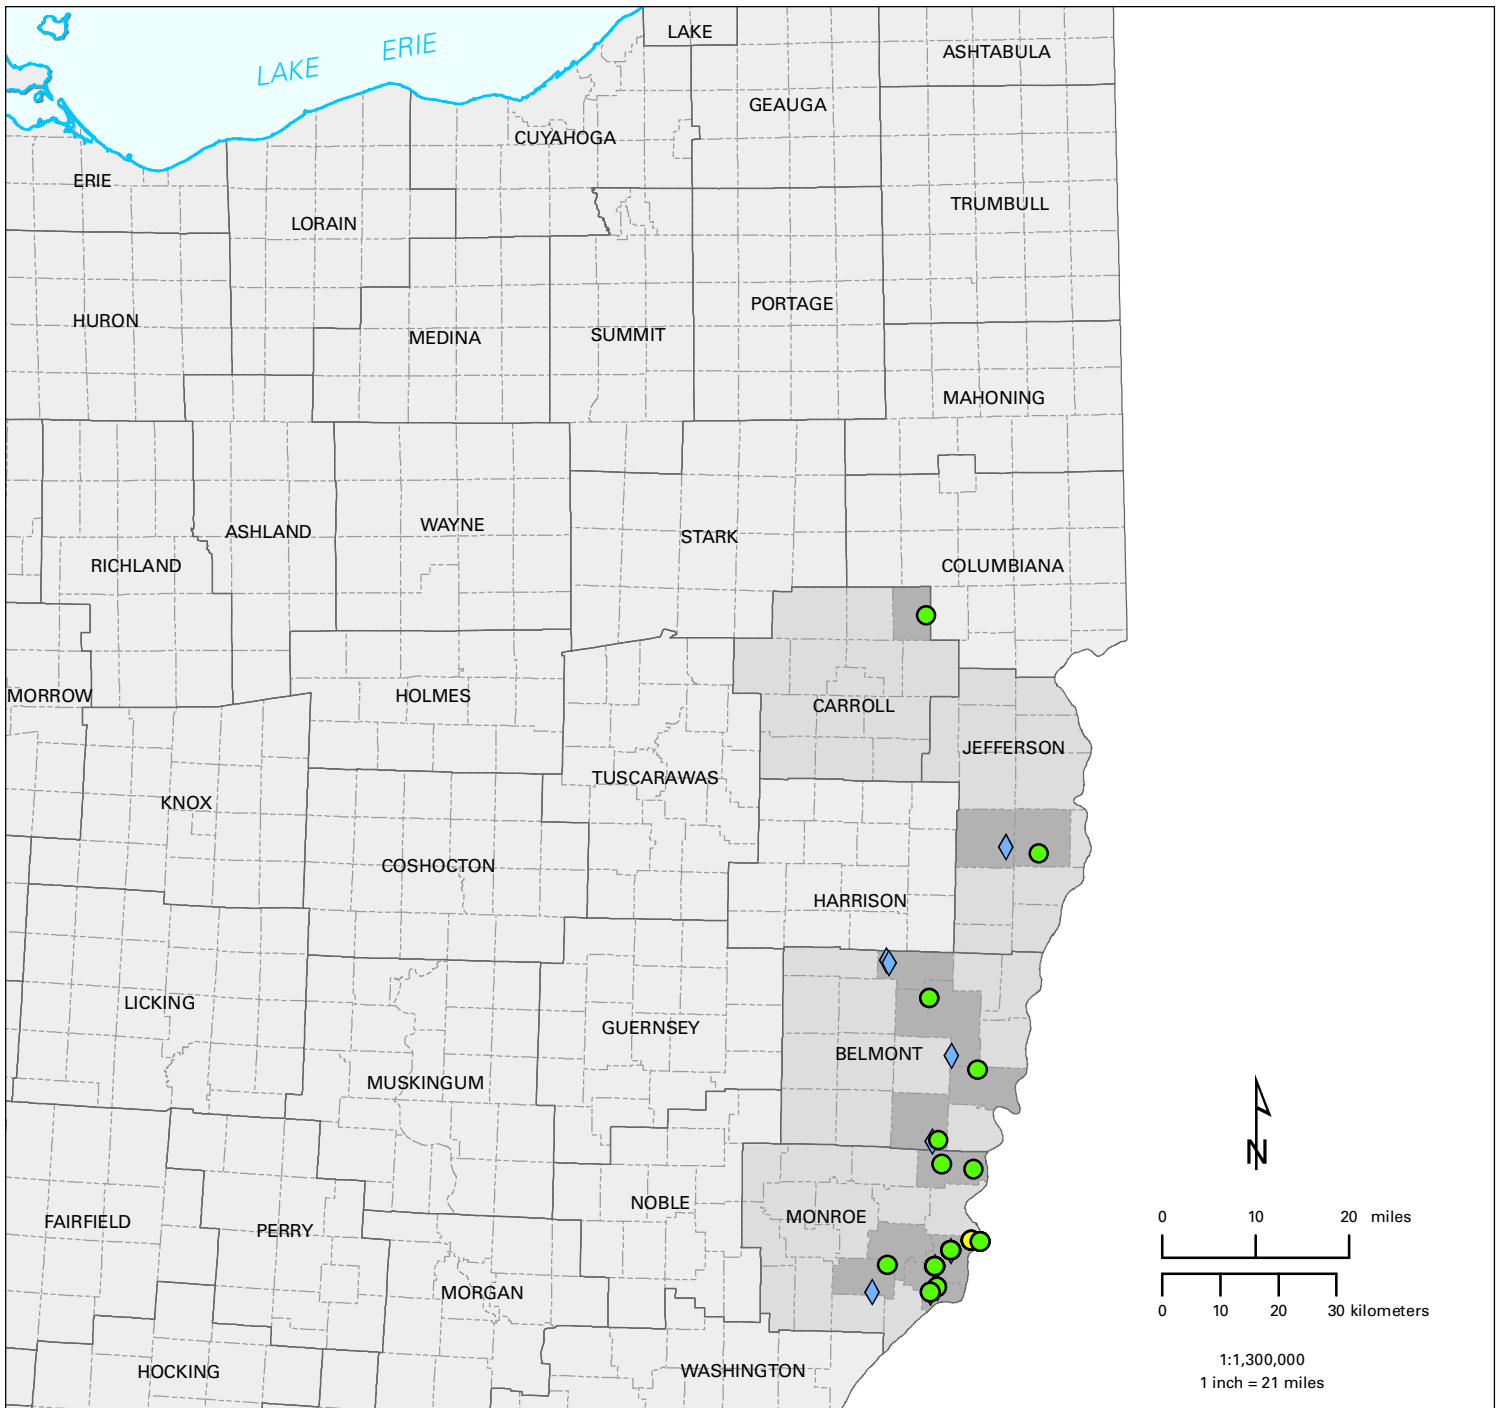 LAKE
ASHTABULA
LAKE ERIE
GEAUGA
CUYAHOGA
ERIE
TRUMBULL
LORAIN
PORTAGE
HURON
SUMMIT
MEDINA
MAHONING
WAYNE
ASHLAND
STARK
RICHLAND
COLUMBIANA
MORROW
HOLMES
CARROLL
JEFFERSON
TUSCARAWAS
KNOX
COSHOCTON
HARRISON
LICKING
GUERNSEY
BELMONT
MUSKINGUM
N
NOBLE
MONROE
FAIRFIELD
PERRY
0 10 20 miles
MORGAN
0 10 20 30 kilometers
HOCKING
WASHINGTON
1:1,300,000
1 inch = 21 miles